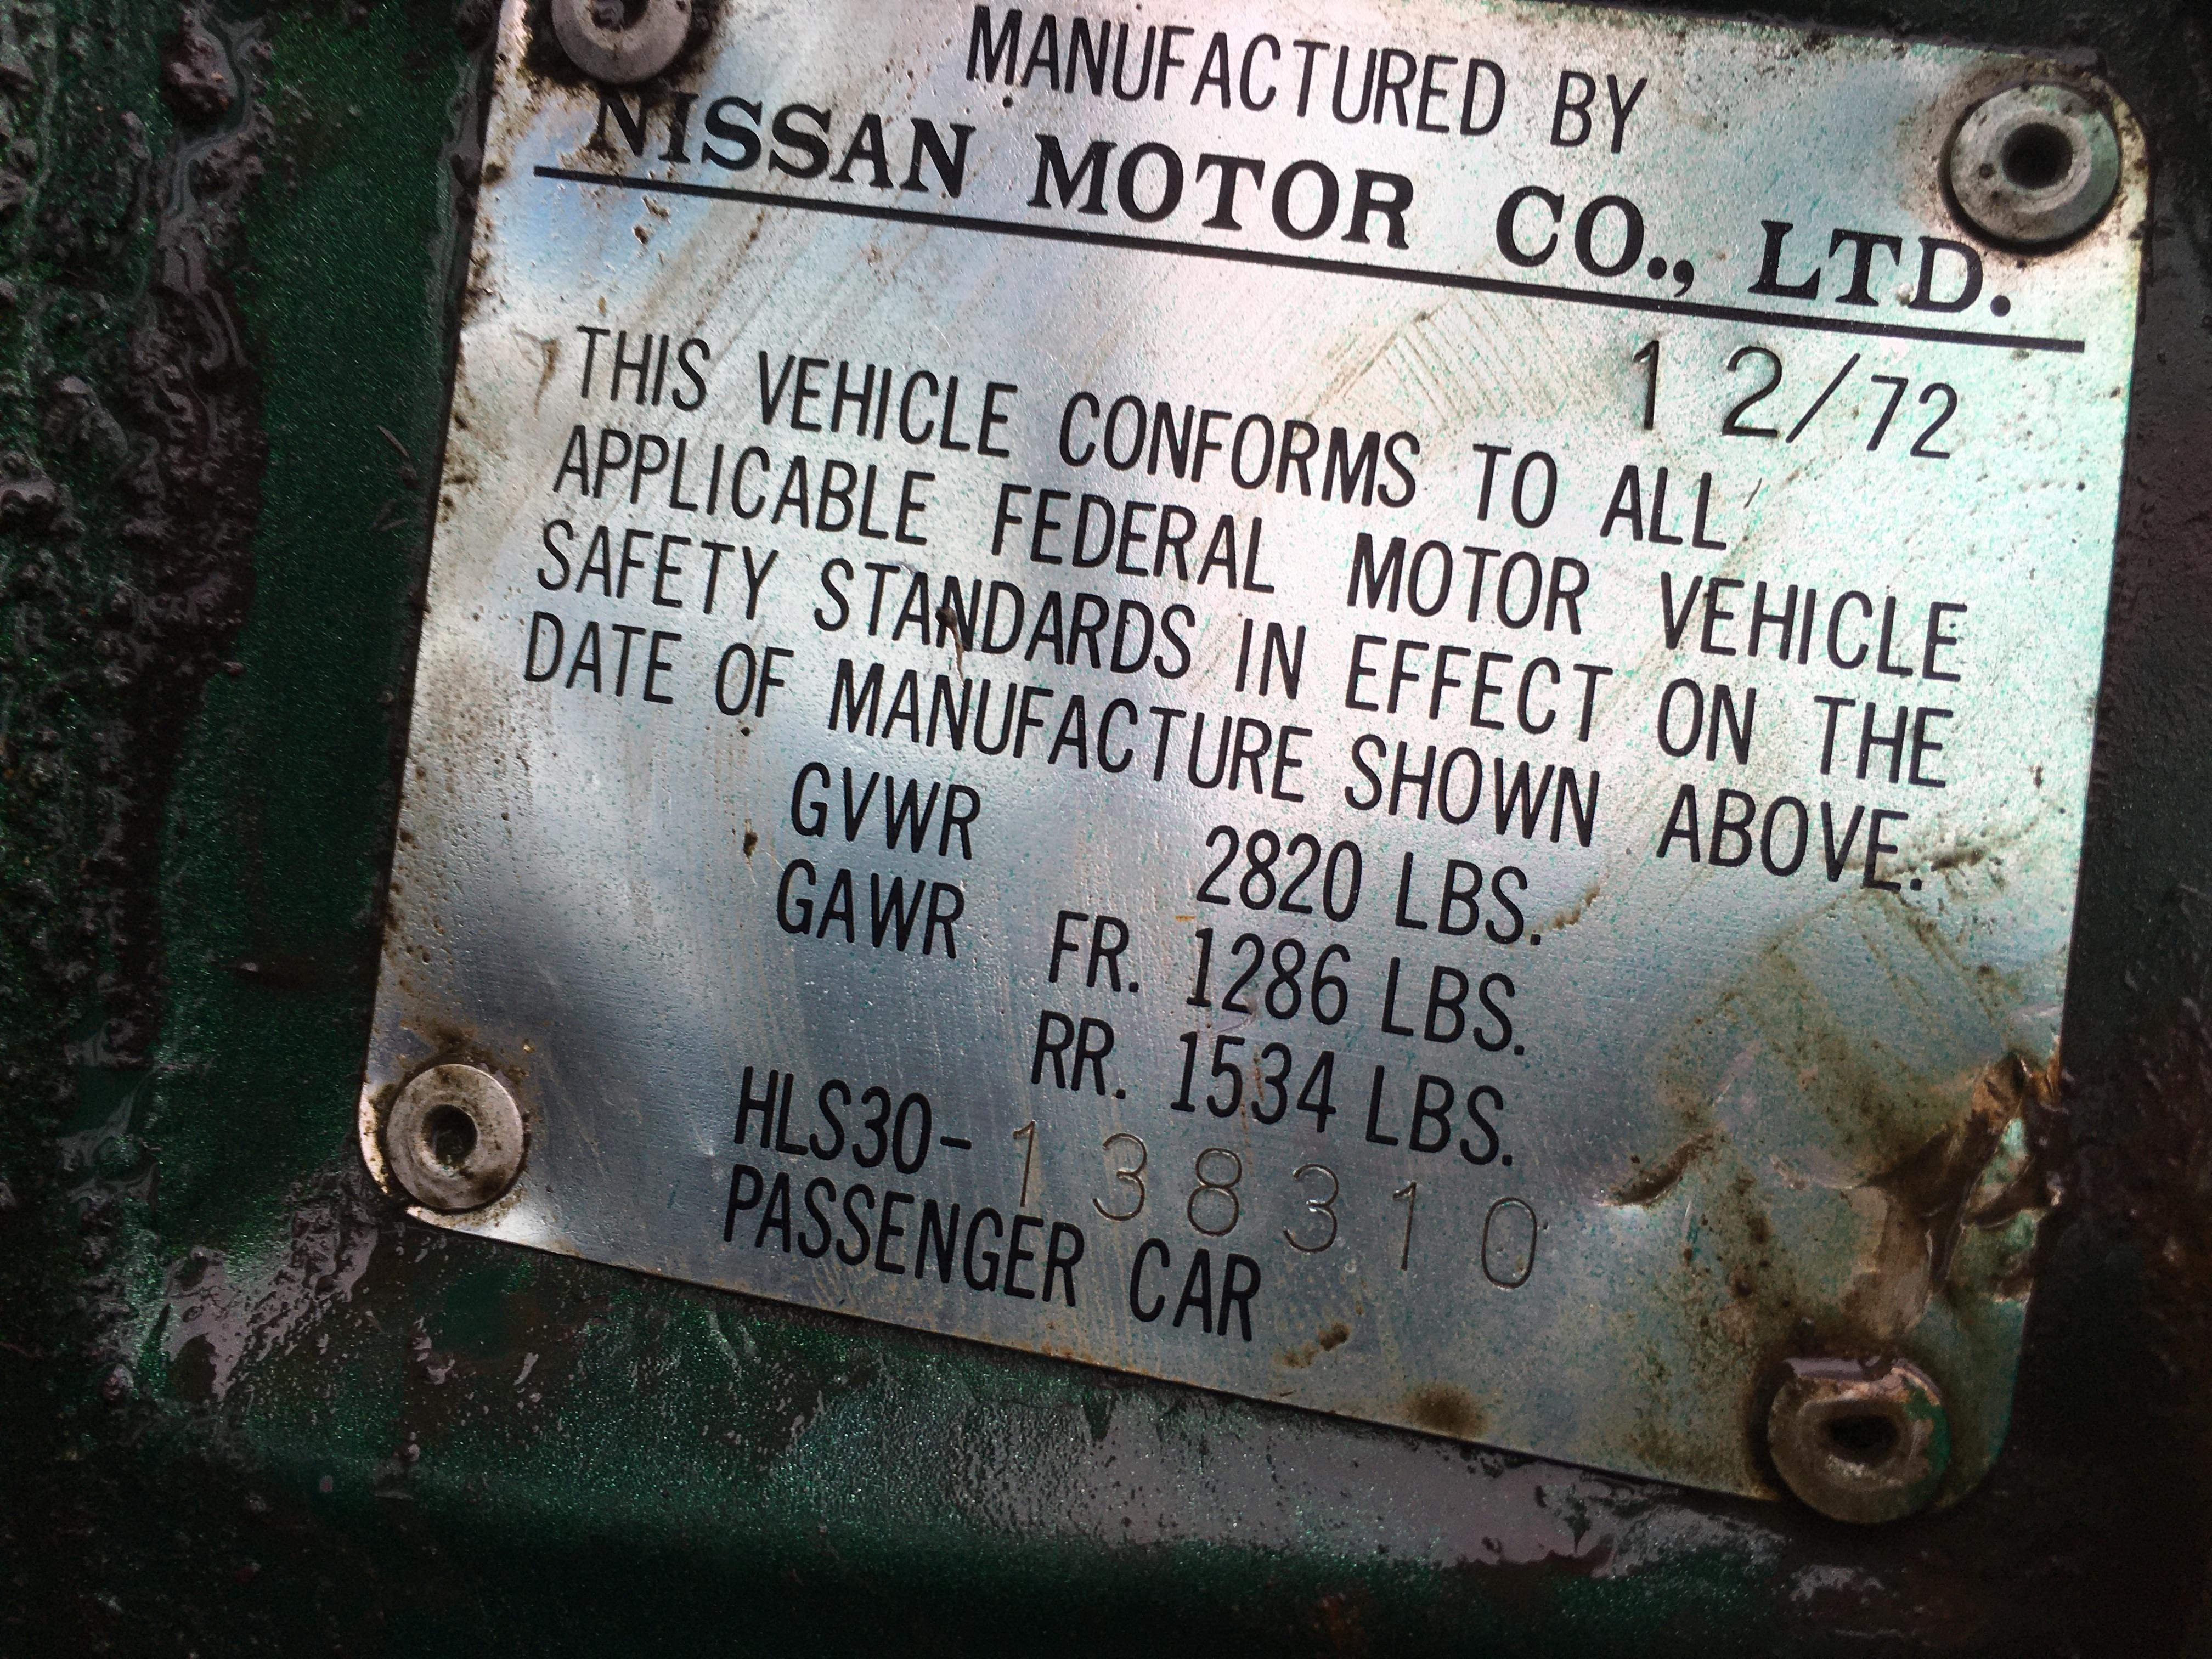 MANUFACTURED BY
NISSAN MOTOR CO., LTD.
12/72
THIS VEHICLE CONFORMS TO ALL
APPLICABLE FEDERAL MOTOR VEHICLE
SAFETY STANDARDS IN EFFECT ON THE
DATE OF MANUFACTURE SHOWN ABOVE.
GVWR 2820 LBS.
GAWR FR. 1286 LBS.
RR. 1534 LBS.
HLS30-138310
PASSENGER CAR